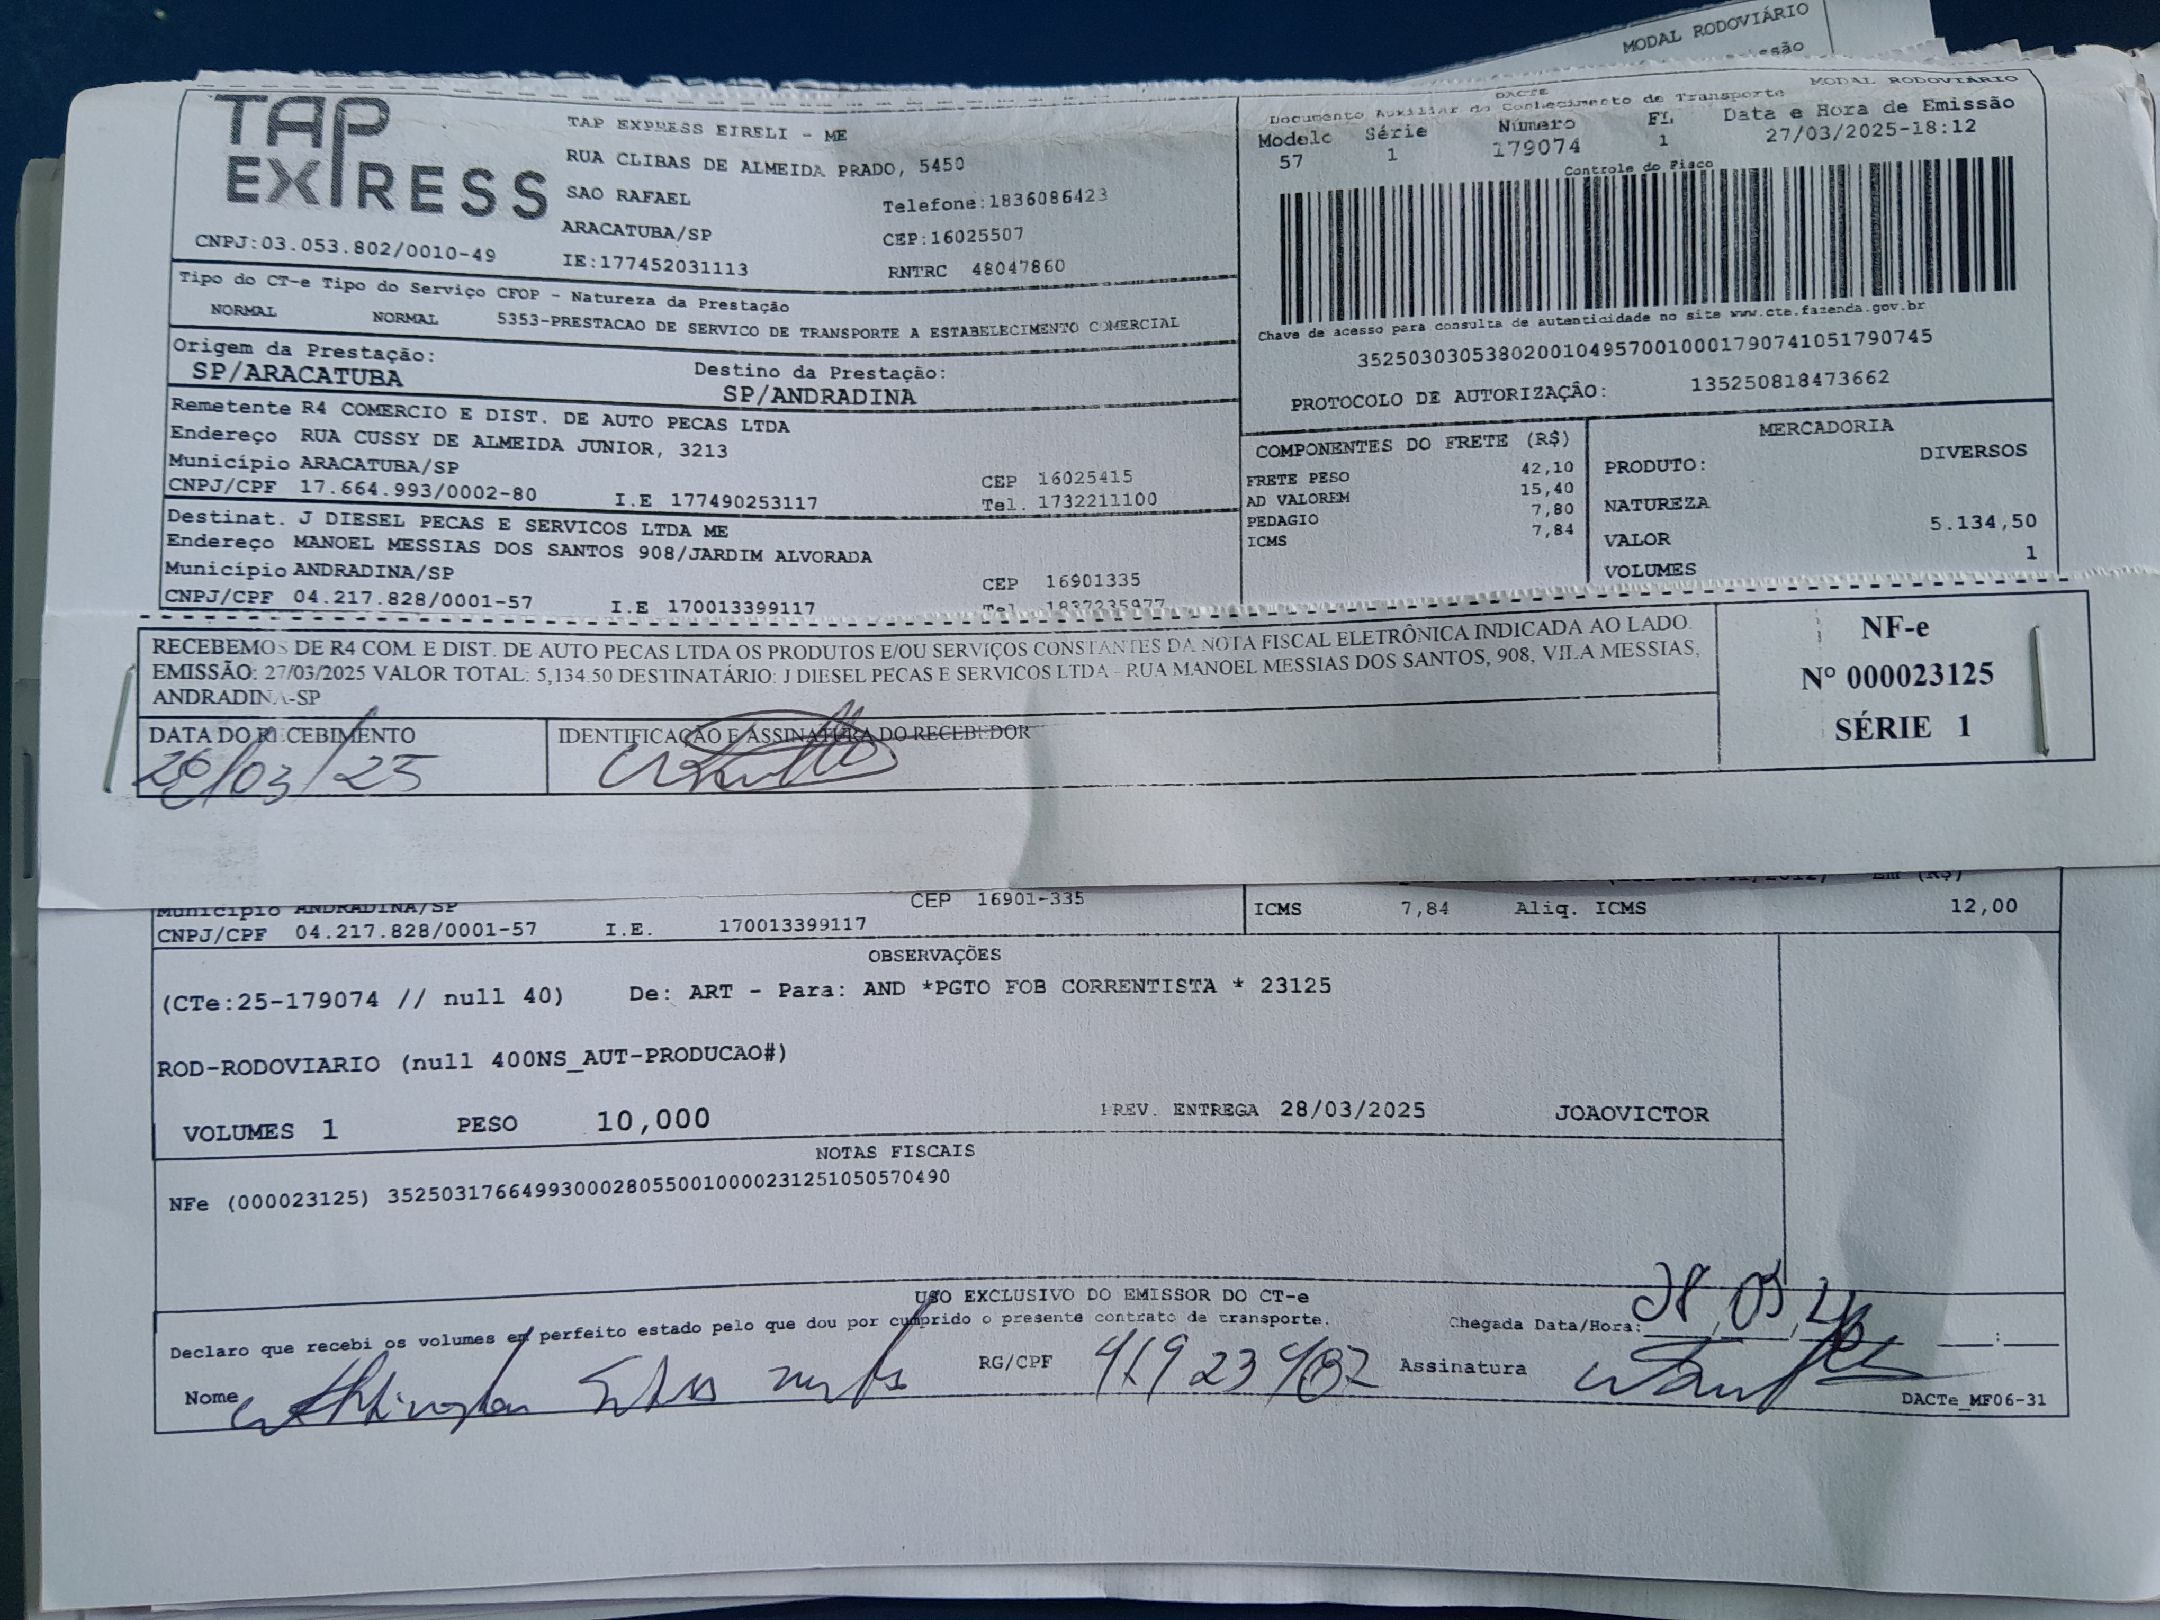 MODAL RODOVIÁRIO
TAP EXPRESS
TAP EXPRESS EIRELI - ME
RUA CLIBAS DE ALMEIDA PRADO, 5450
SAO RAFAEL
Telefone:1836086423
ARACATUBA/SP
CEP:16025507
CNPJ:03.053.802/0010-49
IE:177452031113
RNTRC 48047860
MODAL RODOVIARIO
DACTE
Documento Auxiliar do Conhecimento de Transporte
Modelo Série Número FL Data e Hora de Emissão
57 1 179074 1 27/03/2025-18:12
Controle do Fisco
Chave de acesso para consulta de autenticidade no site www.cte.fazenda.gov.br
35250303053802001049570010001790741051790745
PROTOCOLO DE AUTORIZAÇÃO: 135250818473662
Tipo do CT-e Tipo do Serviço CFOP - Natureza da Prestação
NORMAL NORMAL 5353-PRESTACAO DE SERVICO DE TRANSPORTE A ESTABELECIMENTO COMERCIAL
Origem da Prestação: Destino da Prestação:
SP/ARACATUBA SP/ANDRADINA
Remetente R4 COMERCIO E DIST. DE AUTO PECAS LTDA
Endereço RUA CUSSY DE ALMEIDA JUNIOR, 3213
Município ARACATUBA/SP CEP 16025415
CNPJ/CPF 17.664.993/0002-80 I.E 177490253117 Tel. 1732211100
Destinat. J DIESEL PECAS E SERVICOS LTDA ME
Endereço MANOEL MESSIAS DOS SANTOS 908/JARDIM ALVORADA
Município ANDRADINA/SP CEP 16901335
CNPJ/CPF 04.217.828/0001-57 I.E 170013399117 Tel. 1837235977
COMPONENTES DO FRETE (R$)
FRETE PESO 42,10
AD VALOREM 15,40
PEDAGIO 7,80
ICMS 7,84
MERCADORIA
PRODUTO: DIVERSOS
NATUREZA
VALOR 5.134,50
VOLUMES 1
RECEBEMOS DE R4 COM. E DIST. DE AUTO PECAS LTDA OS PRODUTOS E/OU SERVIÇOS CONSTANTES DA NOTA FISCAL ELETRÔNICA INDICADA AO LADO.
EMISSÃO: 27/03/2025 VALOR TOTAL: 5,134.50 DESTINATÁRIO: J DIESEL PECAS E SERVICOS LTDA - RUA MANOEL MESSIAS DOS SANTOS, 908, VILA MESSIAS,
ANDRADINA-SP
NF-e
Nº 000023125
SÉRIE 1
DATA DO RECEBIMENTO IDENTIFICAÇÃO E ASSINATURA DO RECEBEDOR
/03/25
Município ANDRADINA/SP CEP 16901-335
CNPJ/CPF 04.217.828/0001-57 I.E. 170013399117
ICMS 7,84 Aliq. ICMS 12,00
OBSERVAÇÕES
(CTe:25-179074 // null 40) De: ART - Para: AND *PGTO FOB CORRENTISTA * 23125
ROD-RODOVIARIO (null 400NS_AUT-PRODUCAO#)
VOLUMES 1 PESO 10,000 PREV. ENTREGA 28/03/2025 JOAOVICTOR
NOTAS FISCAIS
NFe (000023125) 35250317664993000280550010000231251050570490
USO EXCLUSIVO DO EMISSOR DO CT-e
Declaro que recebi os volumes em perfeito estado pelo que dou por cumprido o presente contrato de transporte. Chegada Data/Hora: 28,03, :
Nome RG/CPF Assinatura
DACTe_MF06-31